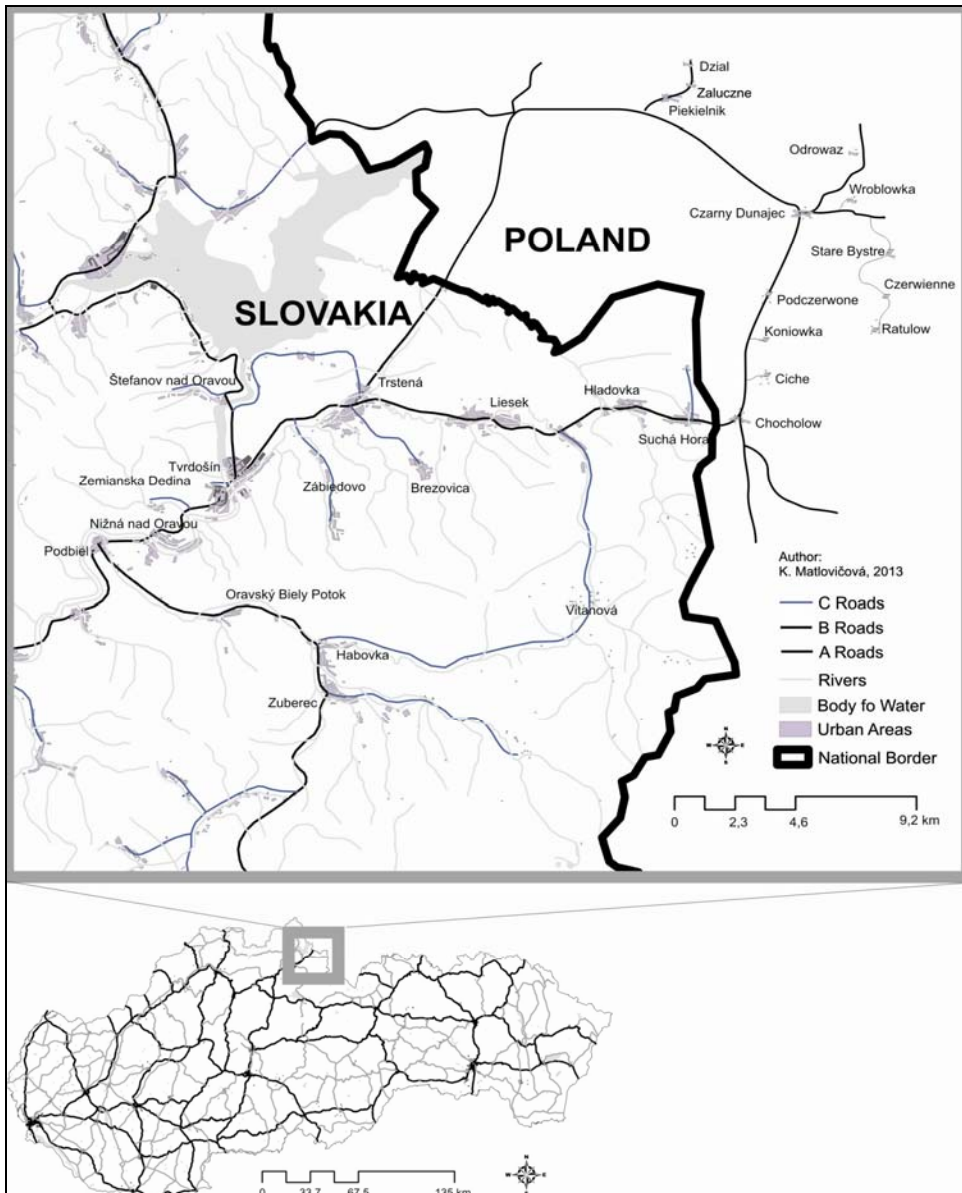 Dzial
Zaluczne
Piekielnik
Odrowaz
Wroblowka
Czarny Dunajec
POLAND
Stare Bystre
Czerwienne
Podczerwone
SLOVAKIA
Koniowka
Ratulow
Štefanov nad Oravou
Trstená
Hladovka
Ciche
Liesek
Chocholow
Suchá Hora
Tvrdošín
Zemianska Dedina
Zábiedovo
Brezovica
Nižná nad Oravou
Podbiel
Author:
K. Matlovičová, 2013
Oravský Biely Potok
Vitanová
C Roads
B Roads
A Roads
Habovka
Rivers
Zuberec
Body fo Water
Urban Areas
N
W E
S
National Border
0 2,3 4,6 9,2 km
N
W E
S
0 33,7 67,5 135 km